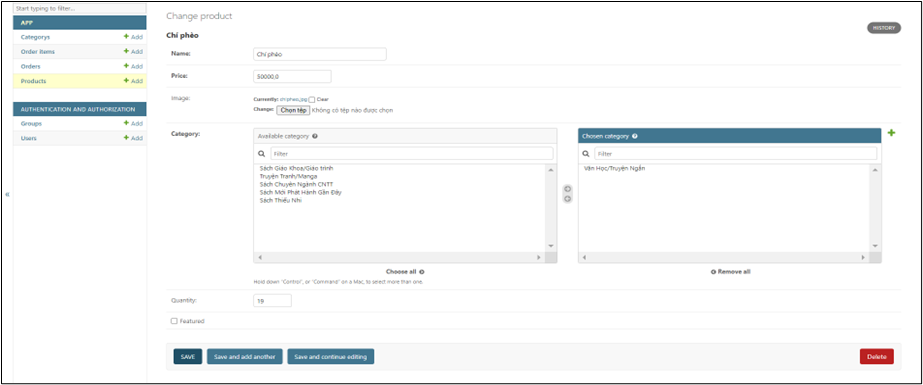 Start typing to filter...
APP
Categorys + Add
Order items + Add
Orders + Add
Products + Add
AUTHENTICATION AND AUTHORIZATION
Groups + Add
Users + Add
«
Change product
Chí phèo
HISTORY
Name: Chí phèo
Price: 50000,0
Image: Currently: chipheo.jpg Clear
Change: Chọn tệp Không có tệp nào được chọn
Category:
Available category
Filter
Sách Giáo Khoa/Giáo trình
Truyện Tranh/Manga
Sách Chuyên Ngành CNTT
Sách Mới Phát Hành Gần Đây
Sách Thiếu Nhi
Choose all
Chosen category
Filter
Văn Học/Truyện Ngắn
Remove all
Hold down "Control", or "Command" on a Mac, to select more than one.
Quantity: 19
Featured
SAVE
Save and add another
Save and continue editing
Delete